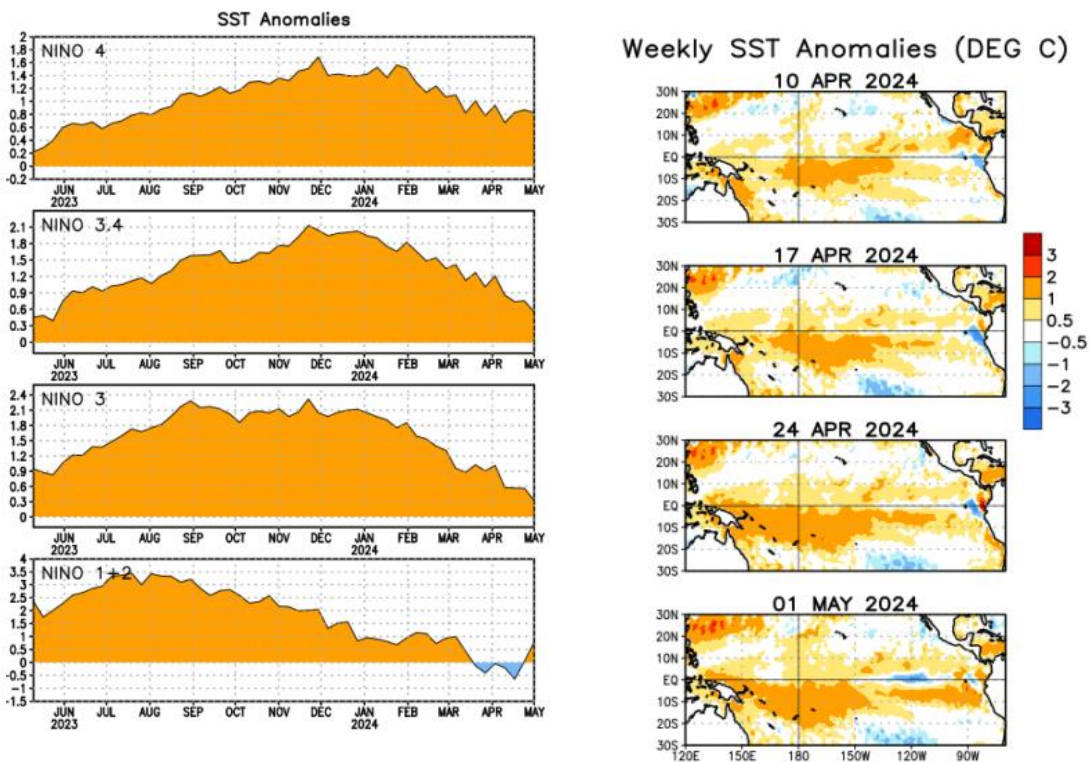 SST Anomalies
NINO 4
2
1.8
1.6
1.4
1.2
1
0.8
0.6
0.4
0.2
0
-0.2
JUN JUL AUG SEP OCT NOV DEC JAN FEB MAR APR MAY
2023 2024
NINO 3.4
2.1
1.8
1.5
1.2
0.9
0.6
0.3
0
JUN JUL AUG SEP OCT NOV DEC JAN FEB MAR APR MAY
2023 2024
NINO 3
2.4
2.1
1.8
1.5
1.2
0.9
0.6
0.3
0
JUN JUL AUG SEP OCT NOV DEC JAN FEB MAR APR MAY
2023 2024
NINO 1+2
4
3.5
3
2.5
2
1.5
1
0.5
0
-0.5
-1
-1.5
JUN JUL AUG SEP OCT NOV DEC JAN FEB MAR APR MAY
2023 2024
Weekly SST Anomalies (DEG C)
10 APR 2024
30N
20N
10N
EQ
10S
20S
30S
17 APR 2024
30N
20N
10N
EQ
10S
20S
30S
24 APR 2024
30N
20N
10N
EQ
10S
20S
30S
01 MAY 2024
30N
20N
10N
EQ
10S
20S
30S
120E 150E 180 150W 120W 90W
3
2
1
0.5
-0.5
-1
-2
-3